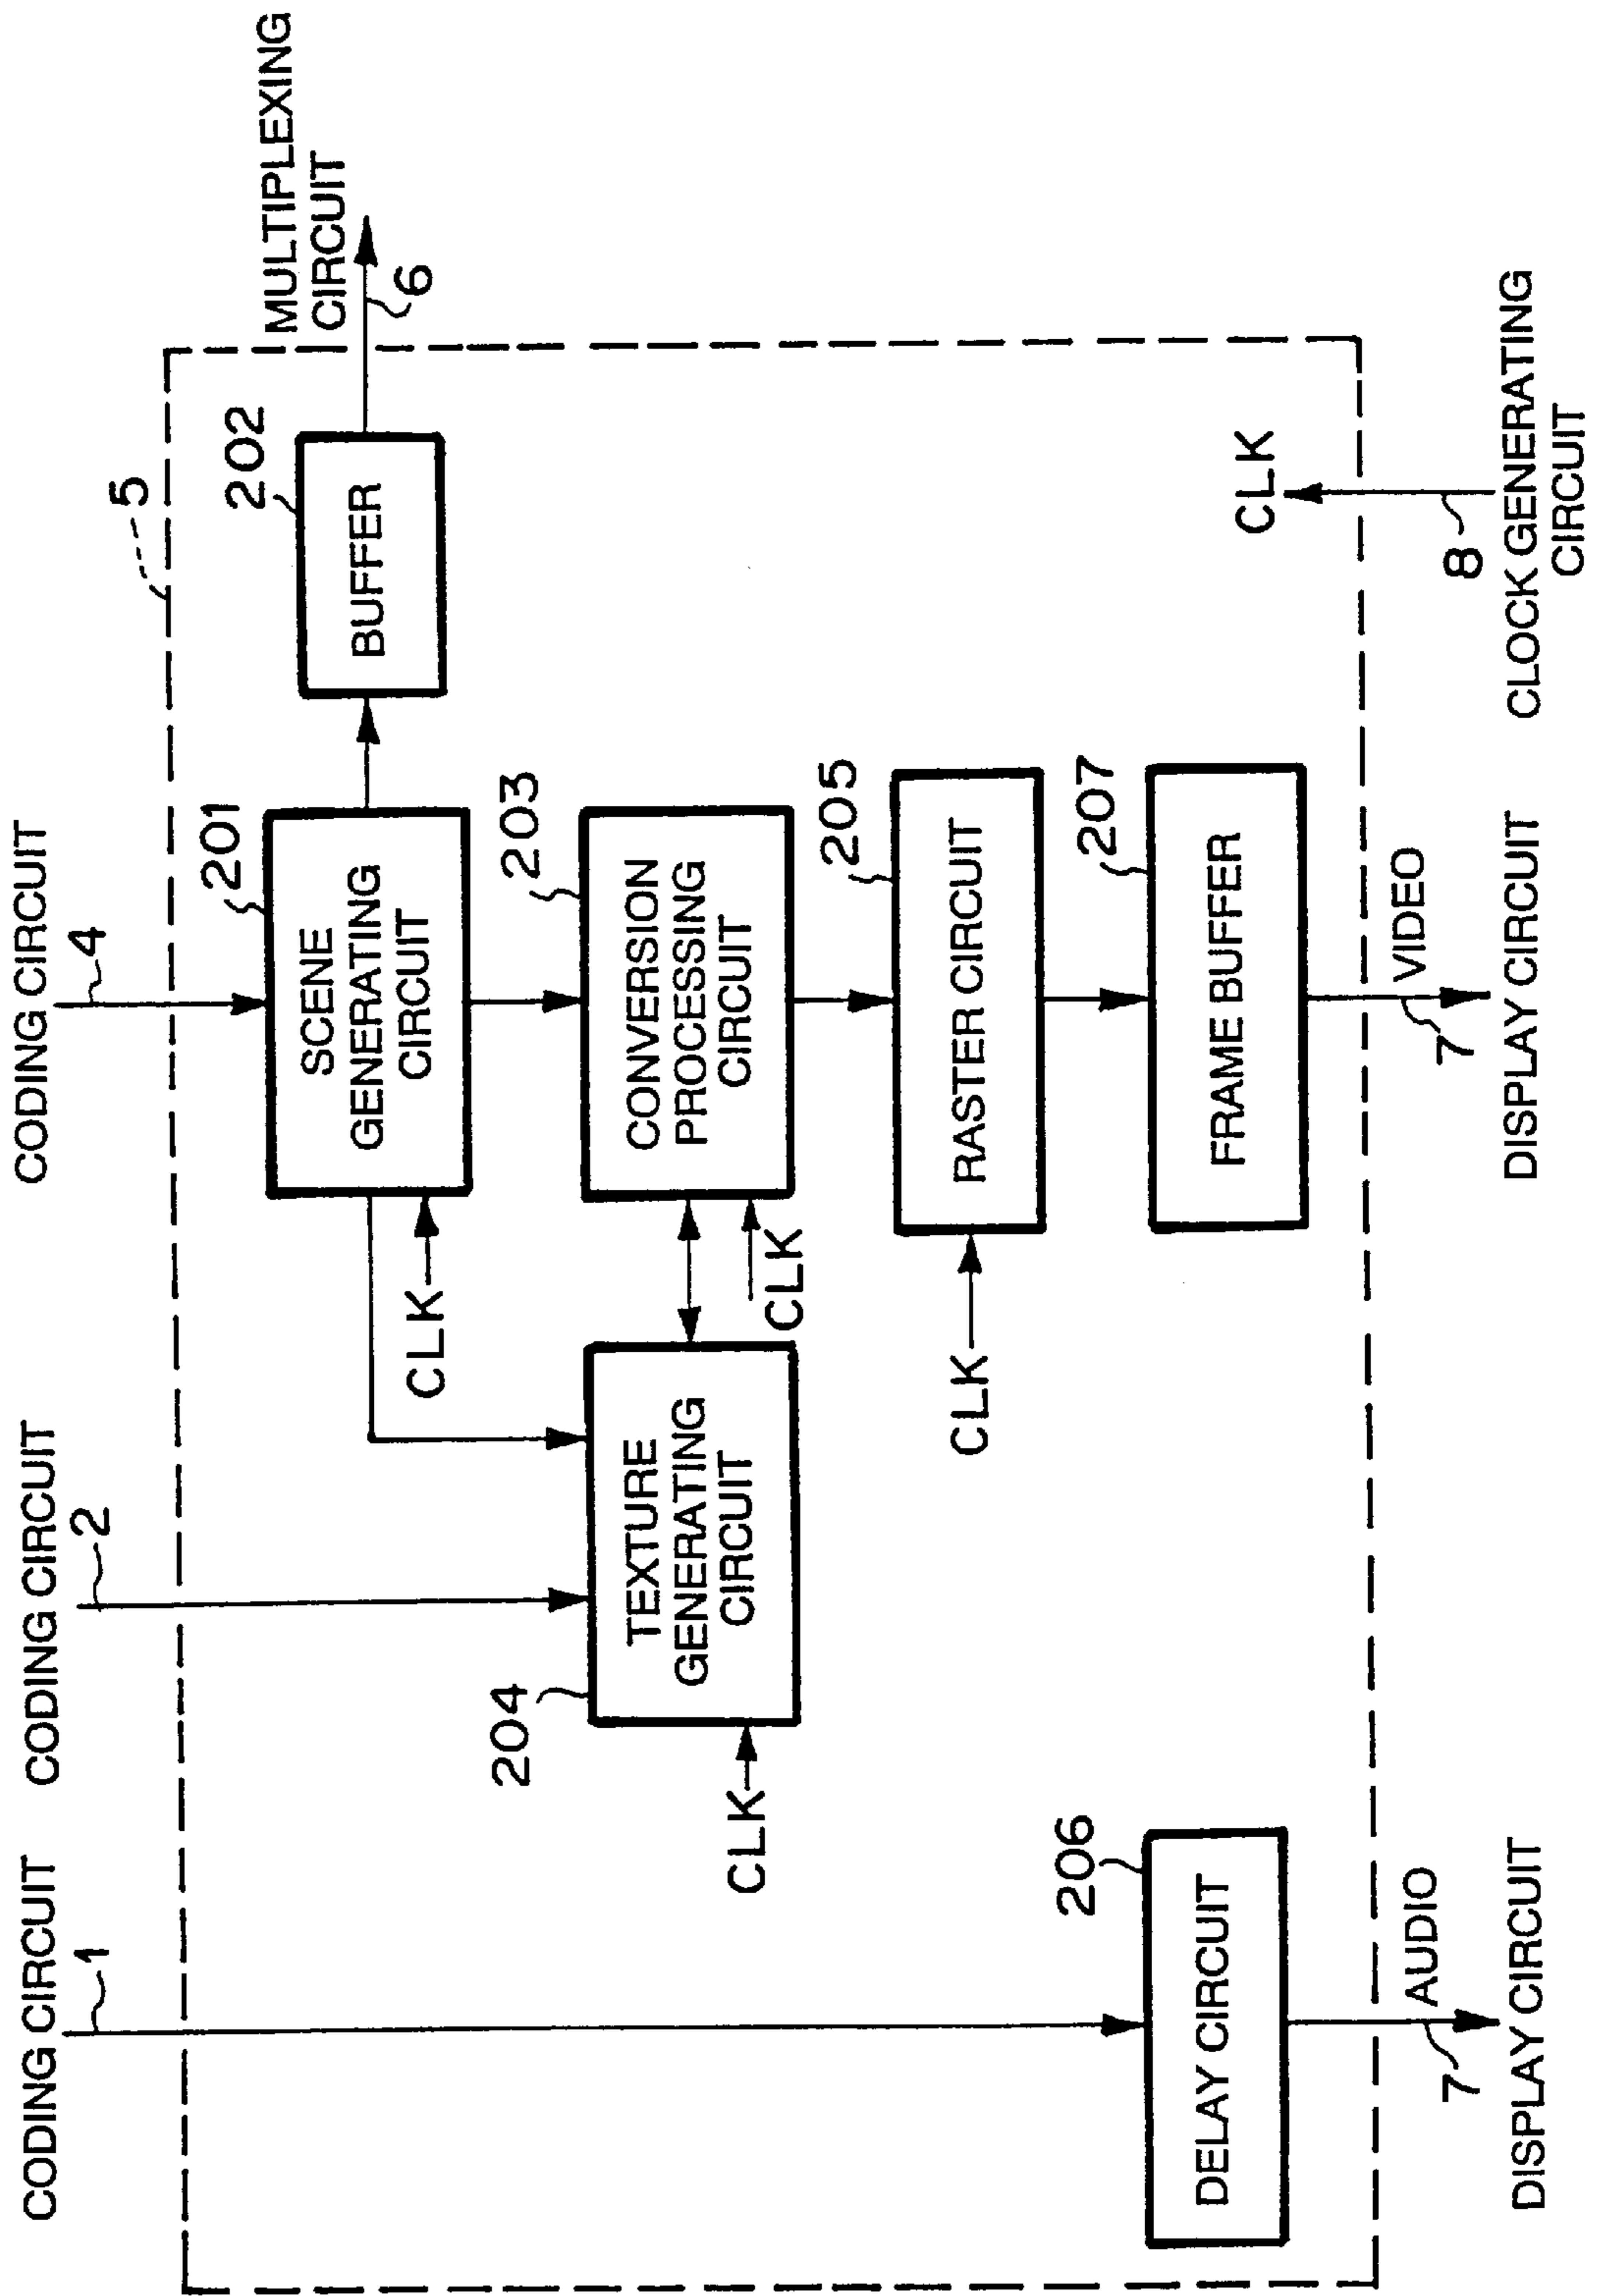 CODING CIRCUIT
1
CODING CIRCUIT
2
CODING CIRCUIT
4
5
MULTIPLEXING
CIRCUIT
6
201
SCENE
GENERATING
CIRCUIT
CLK
202
BUFFER
203
CONVERSION
PROCESSING
CIRCUIT
CLK
204
TEXTURE
GENERATING
CIRCUIT
CLK
205
RASTER CIRCUIT
CLK
206
DELAY CIRCUIT
207
FRAME BUFFER
CLK
AUDIO
7
DISPLAY CIRCUIT
VIDEO
7
DISPLAY CIRCUIT
8
CLOCK GENERATING
CIRCUIT